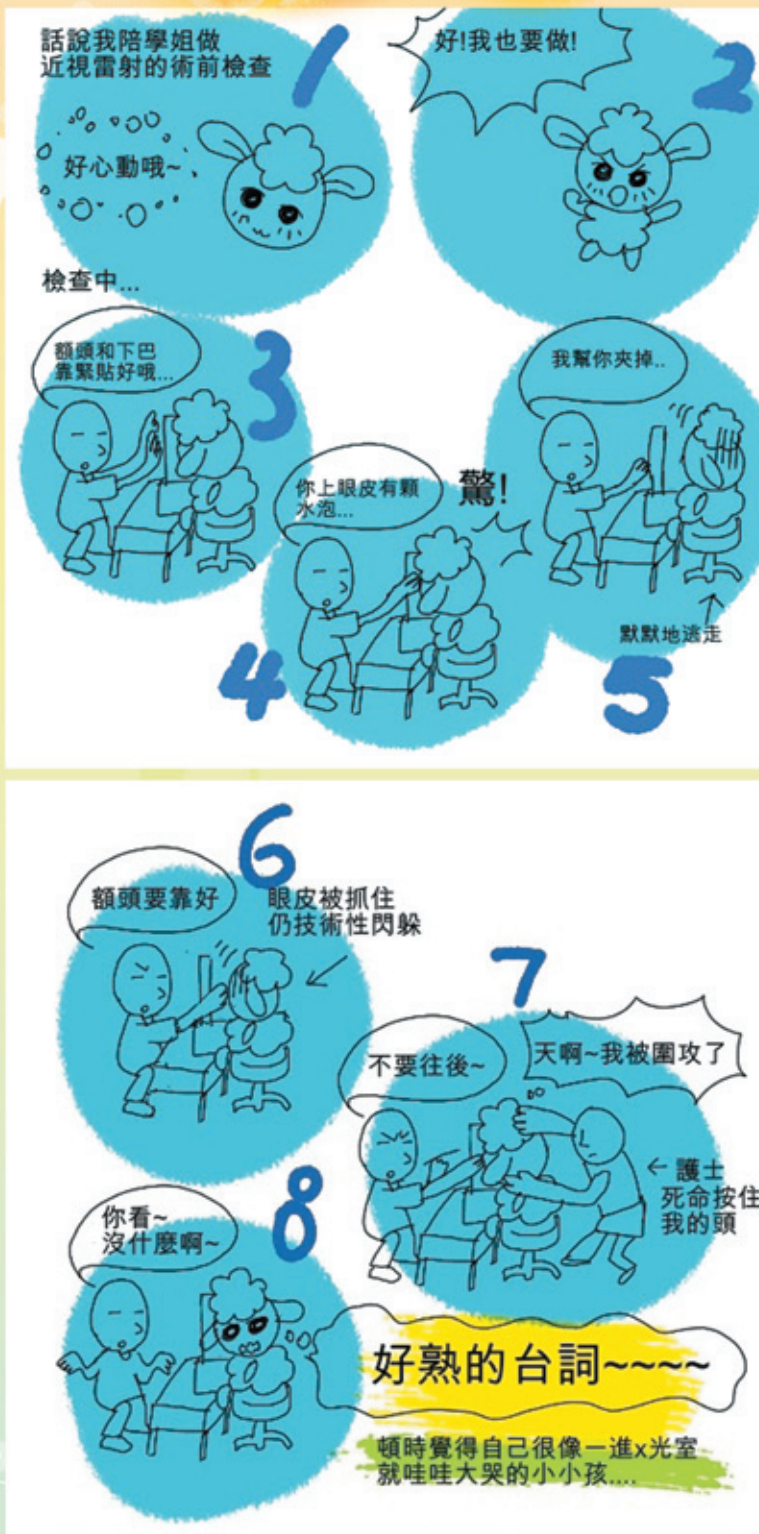 話說我陪學姐做
近視雷射的術前檢查
1
好心動哦~
好!我也要做!
2
檢查中...
額頭和下巴
靠緊貼好哦...
3
你上眼皮有顆
水泡...
驚!
4
我幫你夾掉..
默默地逃走
5
6
額頭要靠好
眼皮被抓住
仍技術性閃躲
7
不要往後~
天啊~我被圍攻了
← 護士
死命按住
我的頭
8
你看~
沒什麼啊~
好熟的台詞~~~~
頓時覺得自己很像一進x光室
就哇哇大哭的小小孩....